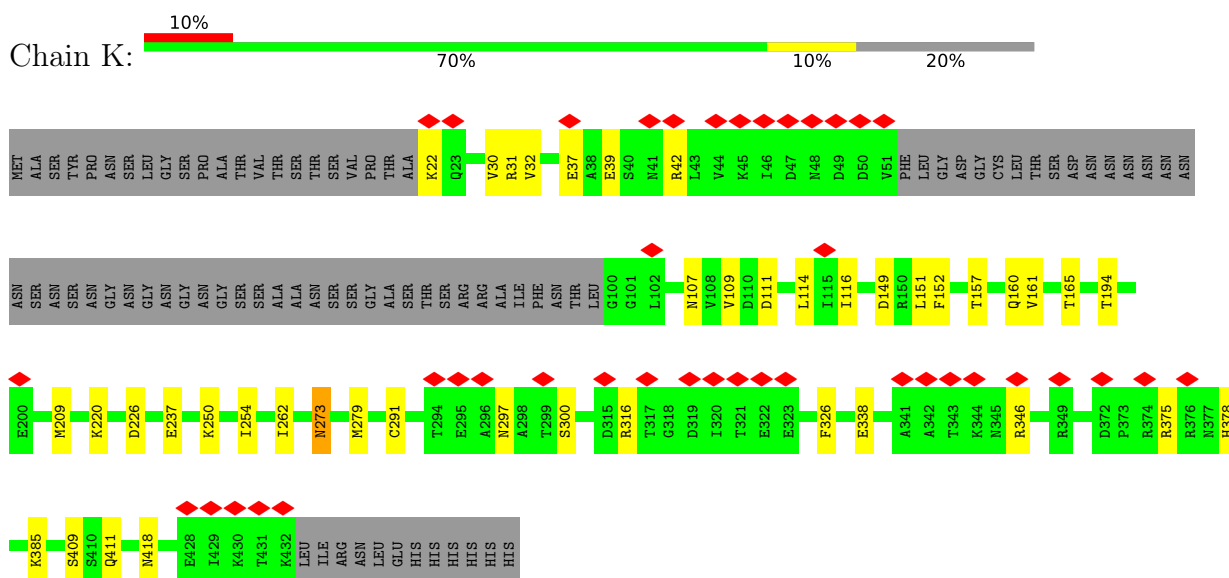 10%
Chain K:
70% 10% 20%
MET ALA SER TYR PRO ASN SER LEU GLY SER PRO ALA THR VAL THR SER THR SER VAL PRO THR ALA K22 Q23 V30 R31 V32 E37 A38 E39 S40 N41 R42 L43 V44 K45 I46 D47 N48 D49 D50 V51 PHE LEU GLY ASP GLY CYS LEU THR SER ASP ASN ASN ASN ASN ASN ASN
ASN SER ASN SER ASN GLY ASN GLY ASN GLY ASN GLY SER SER ALA ALA ASN SER SER GLY ALA SER THR SER ARG ARG ALA ILE PHE ASN THR LEU G100 G101 L102 N107 V108 V109 D110 D111 L114 I115 I116 D149 R150 L151 F152 T157 Q160 V161 T165 T194
E200 M209 K220 D226 E237 K250 I254 I262 N273 M279 C291 T294 E295 A296 N297 A298 T299 S300 D315 R316 T317 G318 D319 I320 T321 E322 E323 F326 E338 A341 A342 T343 K344 N345 R346 R349 D372 P373 R374 R375 R376 N377 H378
K385 S409 S410 Q411 N418 E428 I429 K430 T431 K432 LEU ILE ARG ASN LEU GLU HIS HIS HIS HIS HIS HIS